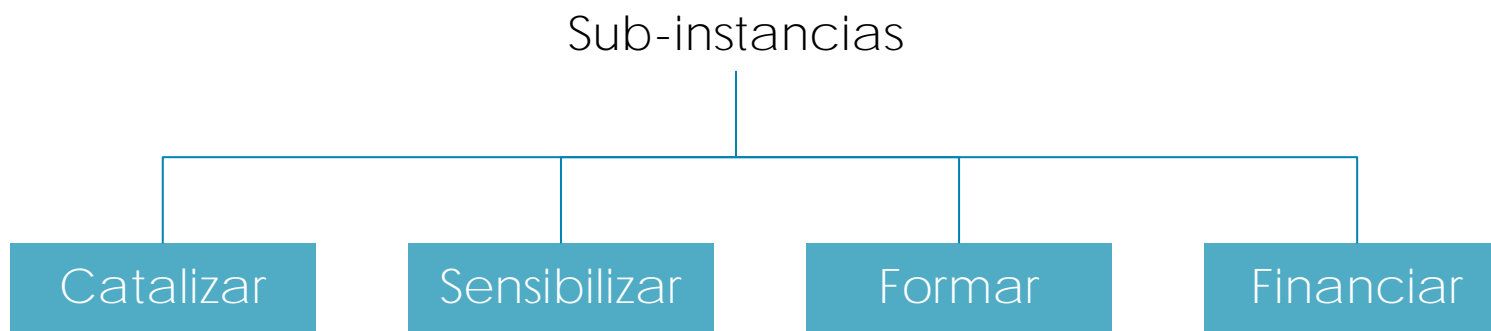 Sub-instancias
Catalizar
Sensibilizar
Formar
Financiar